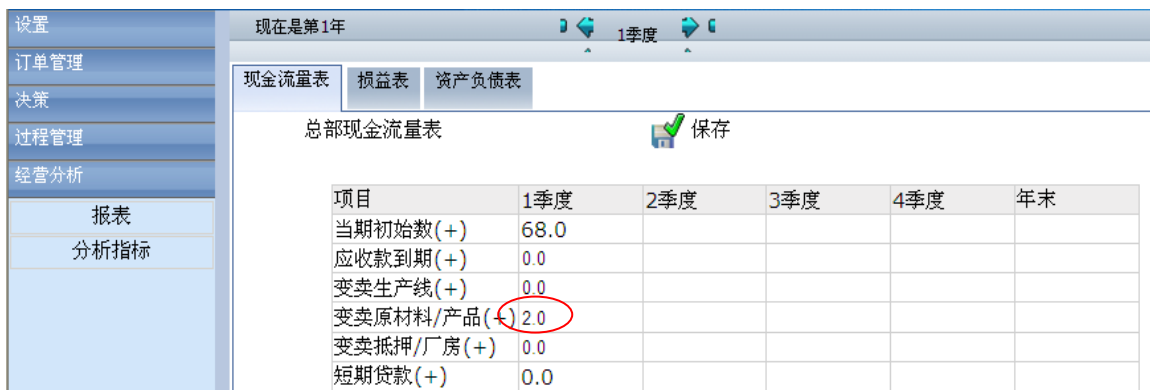 设置
订单管理
决策
过程管理
经营分析
报表
分析指标
现在是第1年
1季度
现金流量表 损益表 资产负债表
总部现金流量表 保存
项目 1季度 2季度 3季度 4季度 年末
当期初始数(+) 68.0
应收款到期(+) 0.0
变卖生产线(+) 0.0
变卖原材料/产品(+) 2.0
变卖抵押/厂房(+) 0.0
短期贷款(+) 0.0